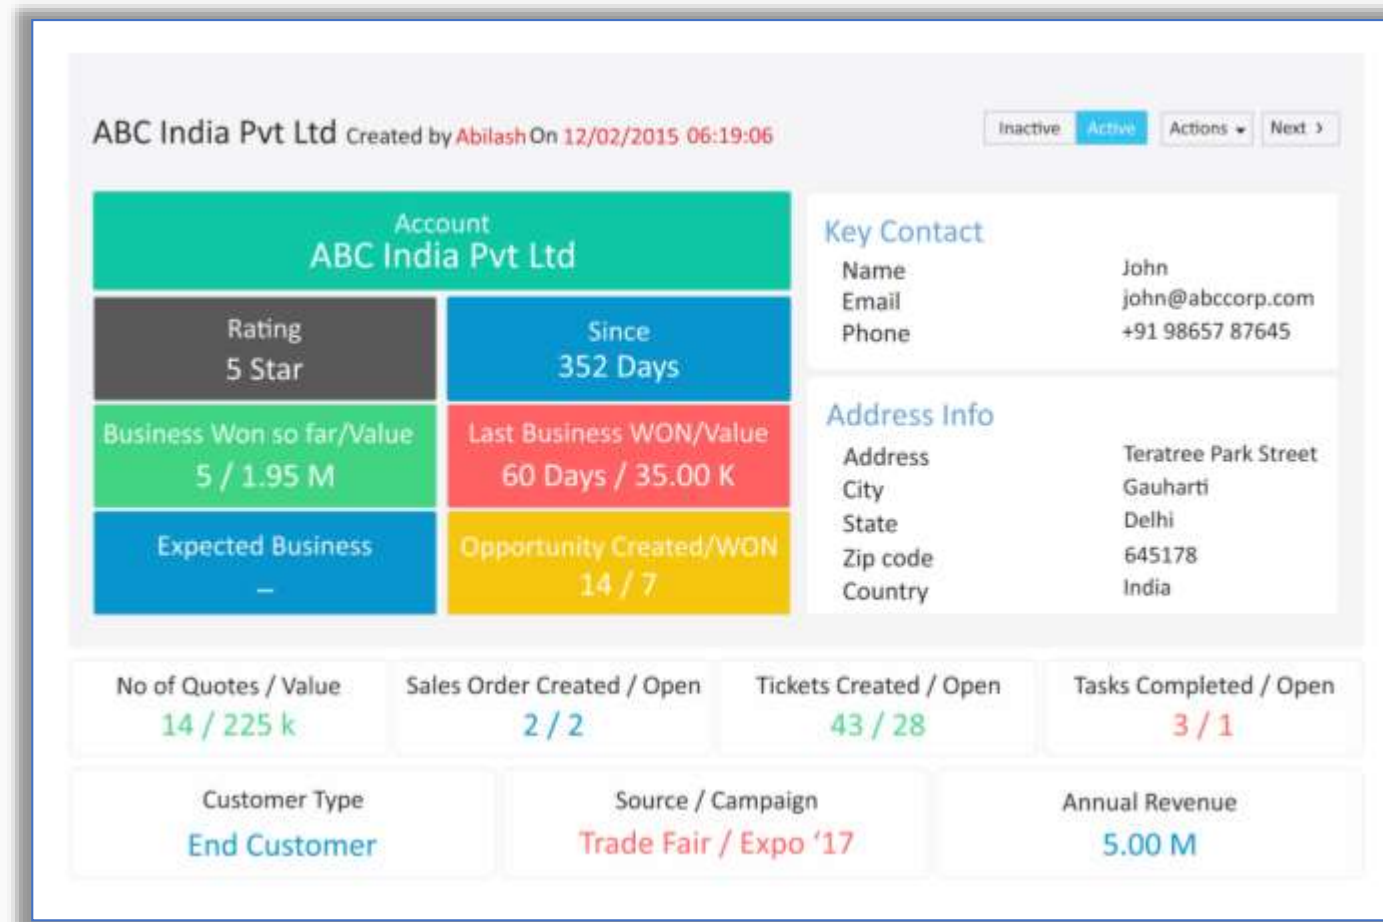 ABC India Pvt Ltd Created by Abilash On 12/02/2015 06:19:06
Inactive Active Actions Next >
Account
ABC India Pvt Ltd
Rating
5 Star
Since
352 Days
Business Won so far/Value
5 / 1.95 M
Last Business WON/Value
60 Days / 35.00 K
Expected Business
–
Opportunity Created/WON
14 / 7
Key Contact
Name John
Email john@abccorp.com
Phone +91 98657 87645
Address Info
Address Teratree Park Street
City Gauharti
State Delhi
Zip code 645178
Country India
No of Quotes / Value
14 / 225 k
Sales Order Created / Open
2 / 2
Tickets Created / Open
43 / 28
Tasks Completed / Open
3 / 1
Customer Type
End Customer
Source / Campaign
Trade Fair / Expo ‘17
Annual Revenue
5.00 M